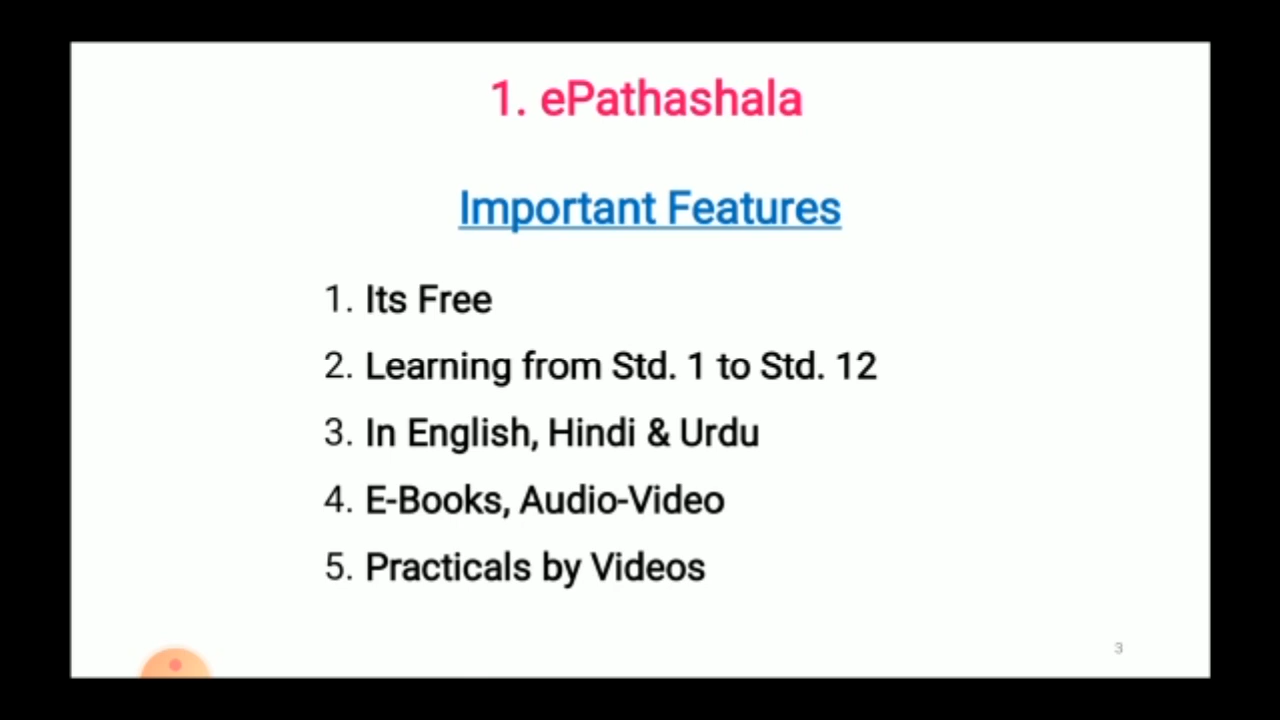 1. ePathashala
Important Features
1. Its Free
2. Learning from Std. 1 to Std. 12
3. In English, Hindi & Urdu
4. E-Books, Audio-Video
5. Practicals by Videos
3